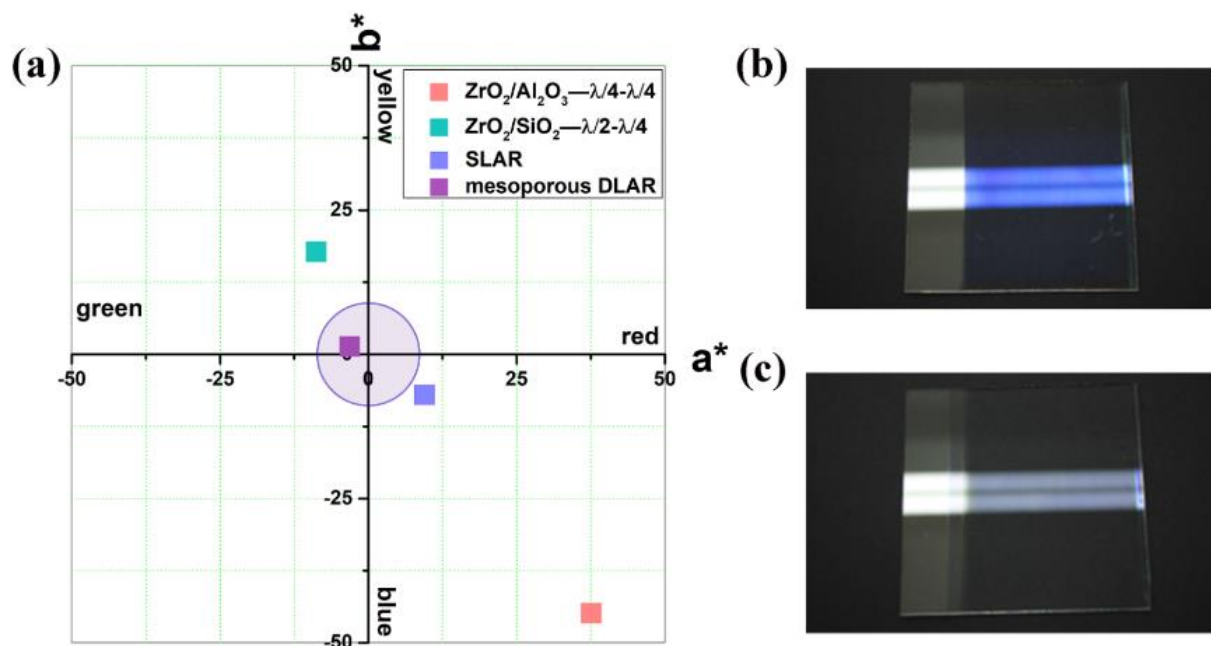 (a)
b*
50
yellow
ZrO₂/Al₂O₃—λ/4-λ/4
ZrO₂/SiO₂—λ/2-λ/4
SLAR
mesoporous DLAR
25
green
red
-50
-25
0
25
50
a*
-25
blue
-50
(b)
(c)